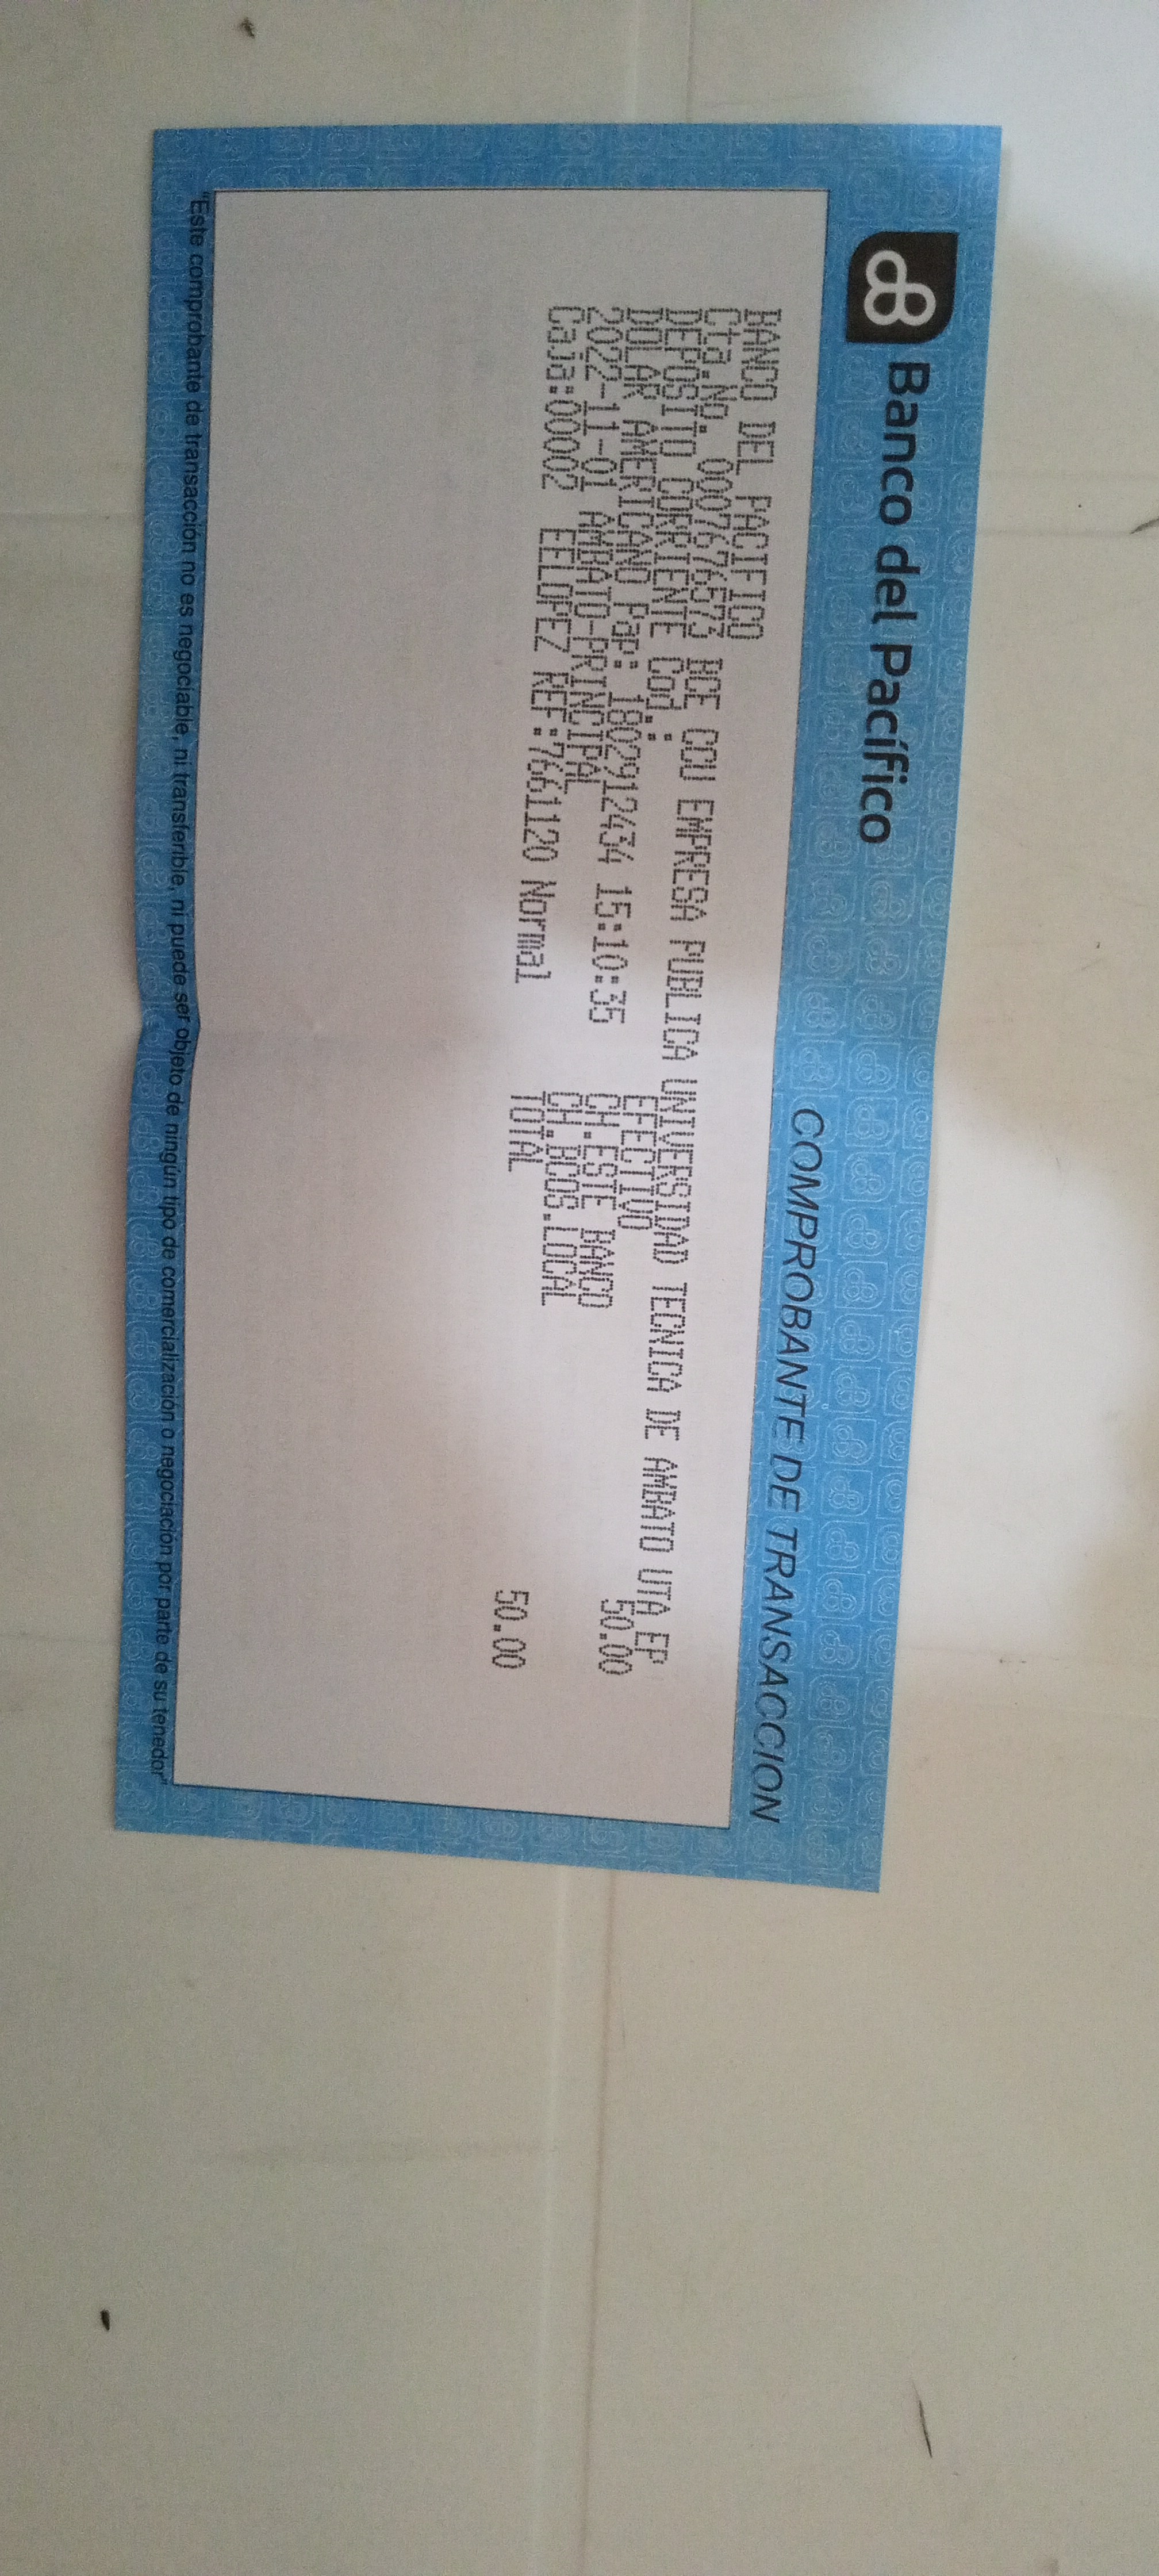 Banco del Pacífico
COMPROBANTE DE TRANSACCION
BANCO DEL PACIFICO
Cta.No. 0007676573 BCE CCU EMPRESA PUBLICA UNIVERSIDAD TECNICA DE AMBATO UTA EP
DEPOSITO CORRIENTE Cod.: EFECTIVO 50.00
DOLAR AMERICANO Pap: 1802912434 15:10:35 CH.ESTE BANCO
2022-11-01 AMBATO-PRINCIPAL CH.BCOS.LOCAL
Caja:00002 EELOPEZ REF:7661120 Normal TOTAL 50.00
"Este comprobante de transacción no es negociable, ni transferible, ni puede ser objeto de ningún tipo de comercialización o negociación por parte de su tenedor"